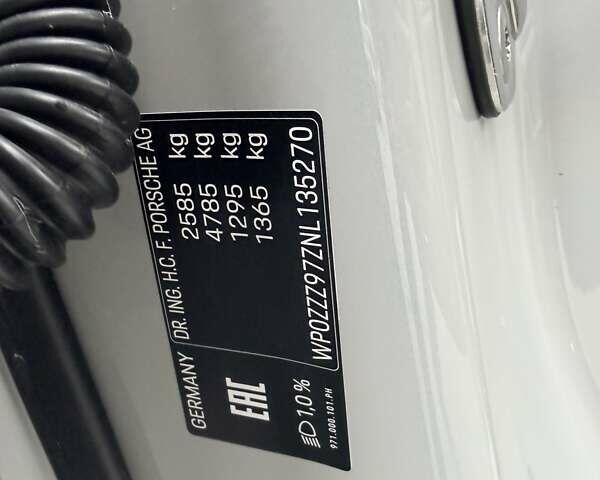 GERMANY
DR. ING. H.C. F. PORSCHE AG
2585 kg
4785 kg
1295 kg
1365 kg
WP0ZZZ97ZNL135270
EAC
1,0 %
971.000.101.PH